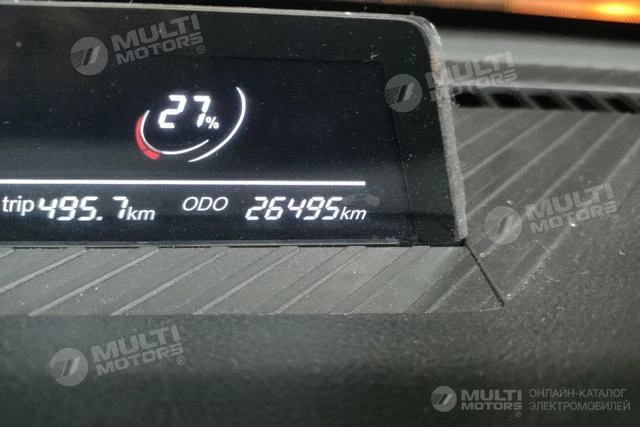 MULTI
MOTORS®
27%
MULTI
MOTORS
trip 495.7km ODO 26495km
MULTI
MOTORS
MULTI
MOTORS®
MULTI
MOTORS®
ОНЛАЙН-КАТАЛОГ
ЭЛЕКТРОМОБИЛЕЙ